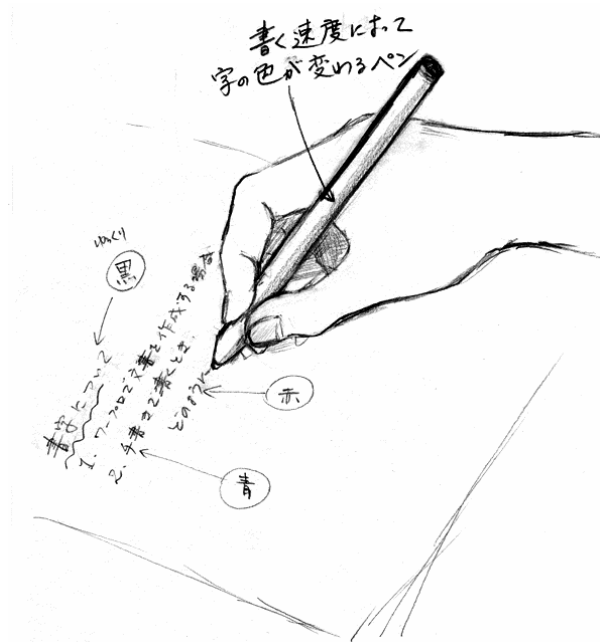 書く速度によって
字の色が変わるペン
ゆっくり
黒
書字について
1. ワープロで文書を作成する場合
2. 手書きで書くとき.
どのように
赤
青